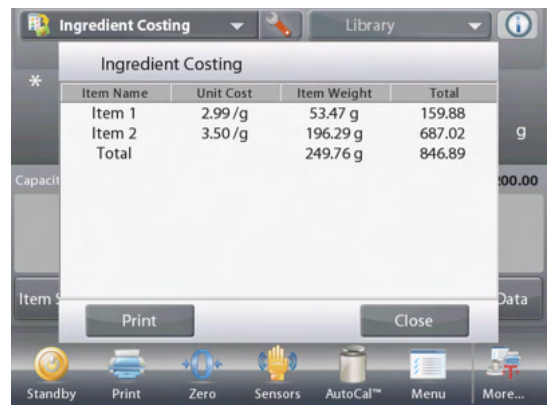 Ingredient Costing Library
Ingredient Costing
*
Item Name Unit Cost Item Weight Total
Item 1 2.99 /g 53.47 g 159.88
Item 2 3.50 /g 196.29 g 687.02
Total 249.76 g 846.89
g
Capacit 200.00
Item Data
Print Close
Standby Print Zero Sensors AutoCal™ Menu More...